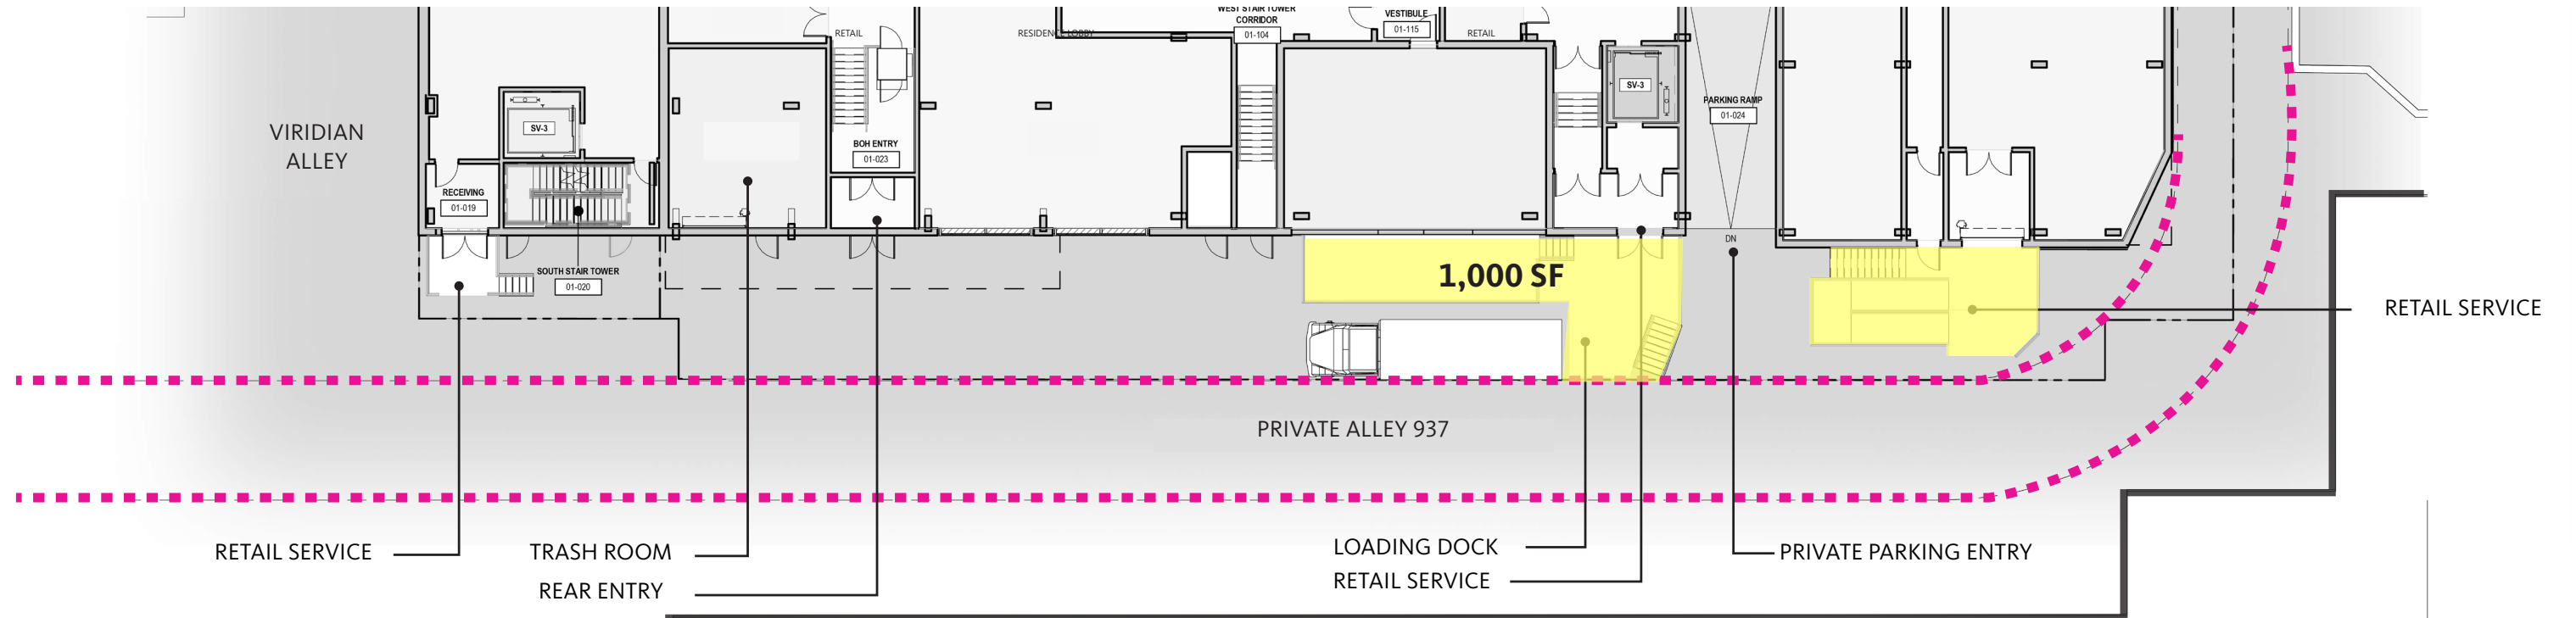 WEST STAIR TOWER
CORRIDOR
01-104
VESTIBULE
01-115
RETAIL
RESIDENCE LOBBY
RETAIL
VIRIDIAN
ALLEY
SV-3
BOH ENTRY
01-023
SV-3
PARKING RAMP
01-024
RECEIVING
01-019
SOUTH STAIR TOWER
01-020
DN
1,000 SF
RETAIL SERVICE
PRIVATE ALLEY 937
RETAIL SERVICE
TRASH ROOM
REAR ENTRY
LOADING DOCK
RETAIL SERVICE
PRIVATE PARKING ENTRY